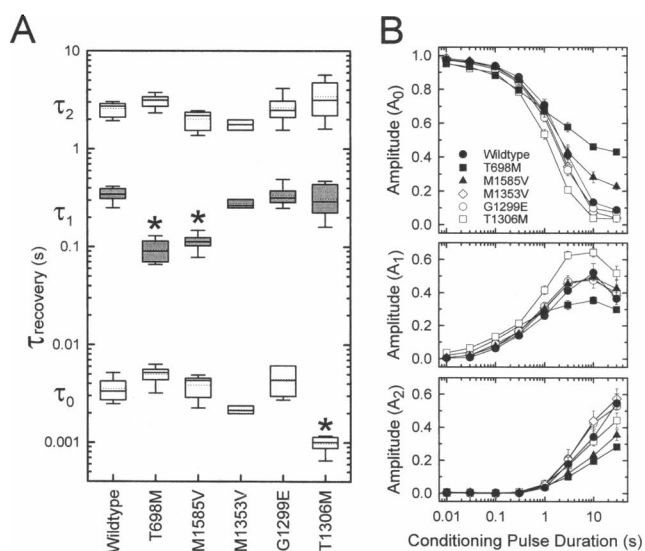 A
B
10
1
0.1
0.01
0.001
τrecovery (s)
τ2
τ1
τ0
*
*
*
Wildtype
T698M
M1585V
M1353V
G1299E
T1306M
1.0
0.8
0.6
0.4
0.2
0.0
Amplitude (A0)
Wildtype
T698M
M1585V
M1353V
G1299E
T1306M
0.6
0.4
0.2
0.0
Amplitude (A1)
0.6
0.4
0.2
0.0
Amplitude (A2)
0.01 0.1 1 10
Conditioning Pulse Duration (s)